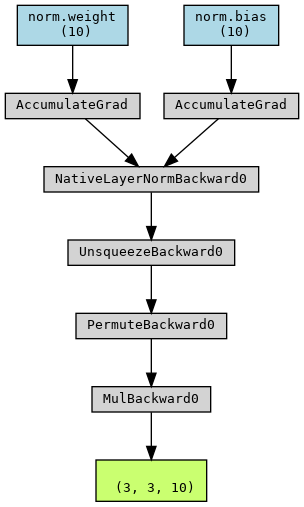 norm.weight
(10)
norm.bias
(10)
AccumulateGrad
AccumulateGrad
NativeLayerNormBackward0
UnsqueezeBackward0
PermuteBackward0
MulBackward0
(3, 3, 10)